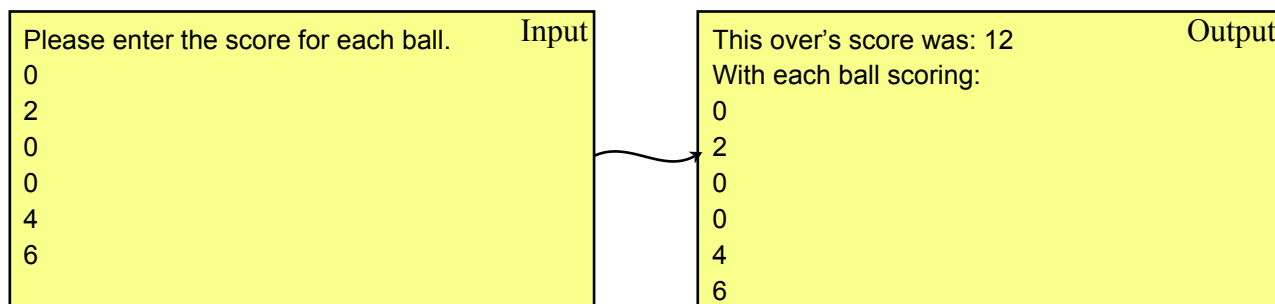 Input
Please enter the score for each ball.
0
2
0
0
4
6
Output
This over’s score was: 12
With each ball scoring:
0
2
0
0
4
6